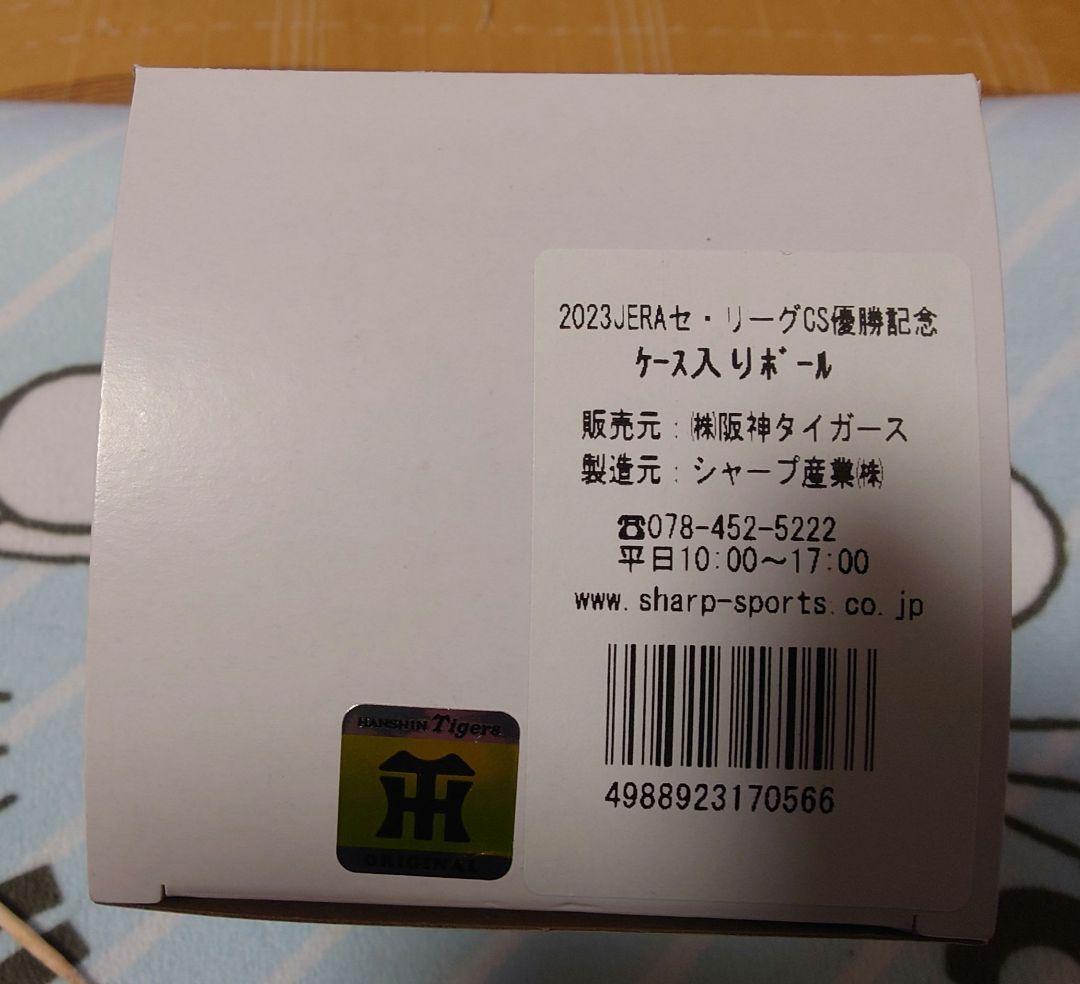 2023JERAセ・リーグCS優勝記念
ケース入りボール
販売元:㈱阪神タイガース
製造元:シャープ産業㈱
☎078-452-5222
平日10:00～17:00
www.sharp-sports.co.jp
4988923170566
HANSHIN Tigers
HT
ORIGINAL